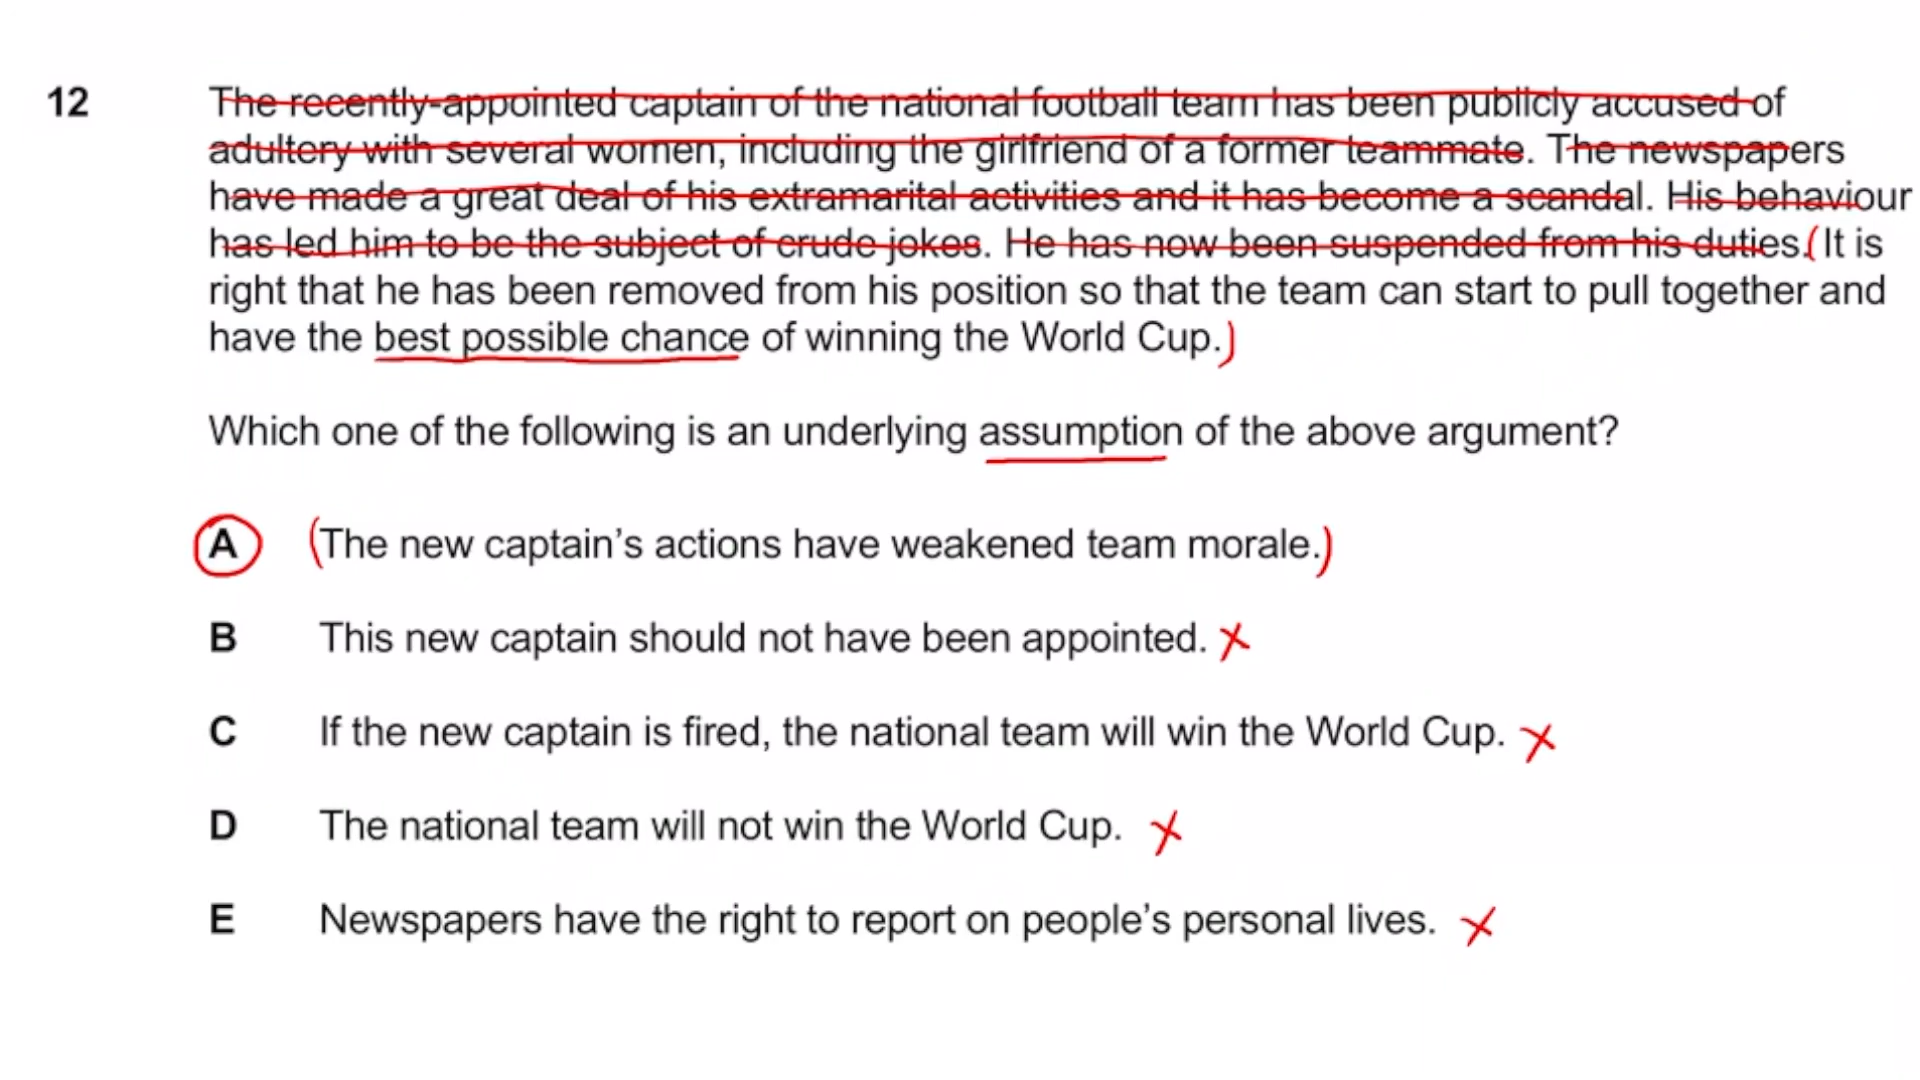 12 The recently-appointed captain of the national football team has been publicly accused of
adultery with several women, including the girlfriend of a former teammate. The newspapers
have made a great deal of his extramarital activities and it has become a scandal. His behaviour
has led him to be the subject of crude jokes. He has now been suspended from his duties. (It is
right that he has been removed from his position so that the team can start to pull together and
have the best possible chance of winning the World Cup.)
Which one of the following is an underlying assumption of the above argument?
A (The new captain's actions have weakened team morale.)
B This new captain should not have been appointed. ✗
C If the new captain is fired, the national team will win the World Cup. ✗
D The national team will not win the World Cup. ✗
E Newspapers have the right to report on people's personal lives. ✗